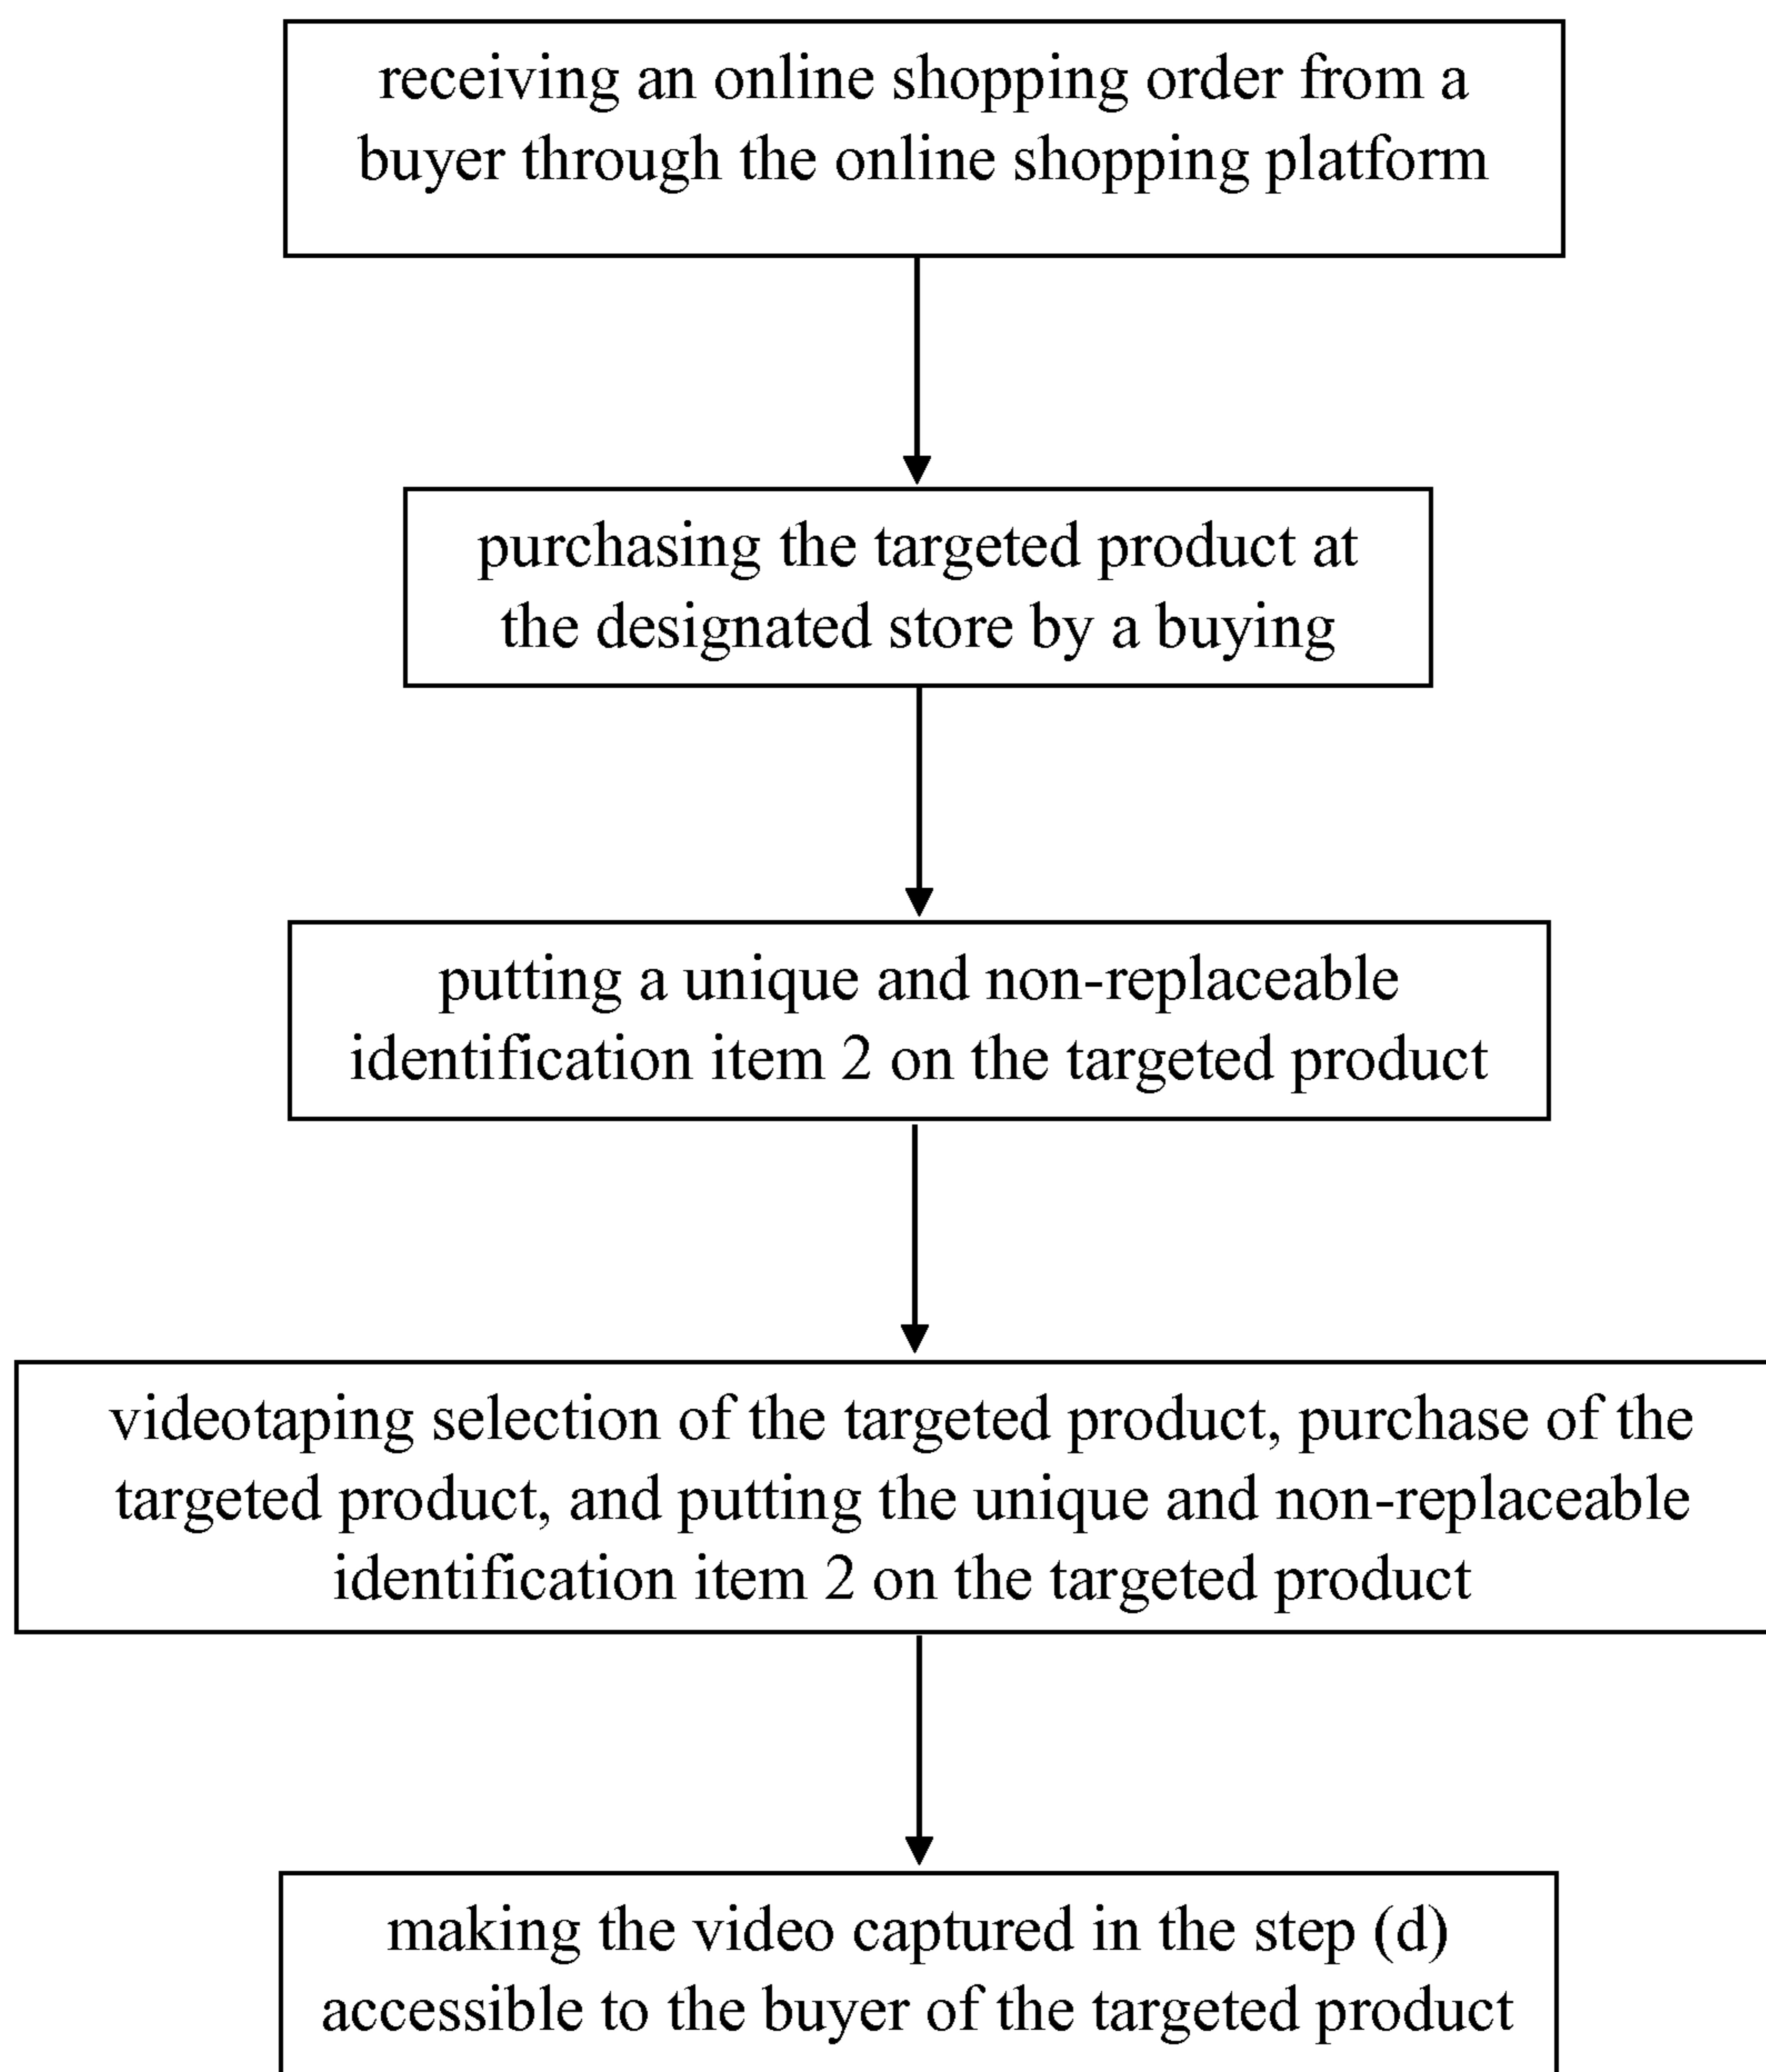 receiving an online shopping order from a
buyer through the online shopping platform
purchasing the targeted product at
the designated store by a buying
putting a unique and non-replaceable
identification item 2 on the targeted product
videotaping selection of the targeted product, purchase of the
targeted product, and putting the unique and non-replaceable
identification item 2 on the targeted product
making the video captured in the step (d)
accessible to the buyer of the targeted product